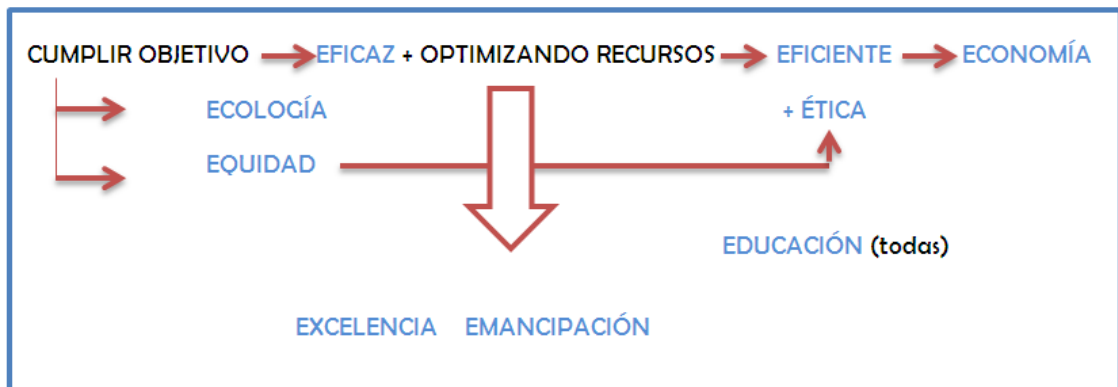 CUMPLIR OBJETIVO EFICAZ + OPTIMIZANDO RECURSOS EFICIENTE ECONOMÍA
ECOLOGÍA + ÉTICA
EQUIDAD
EDUCACIÓN (todas)
EXCELENCIA EMANCIPACIÓN